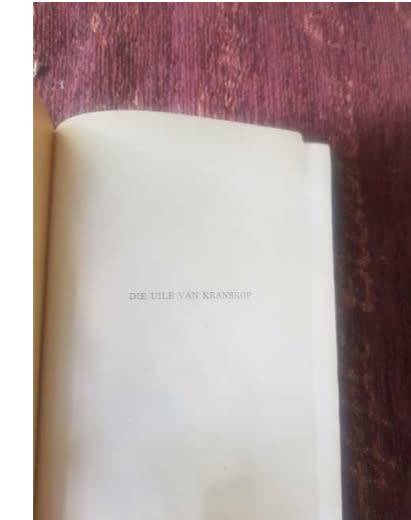 DIE UILE VAN KRANSKOP